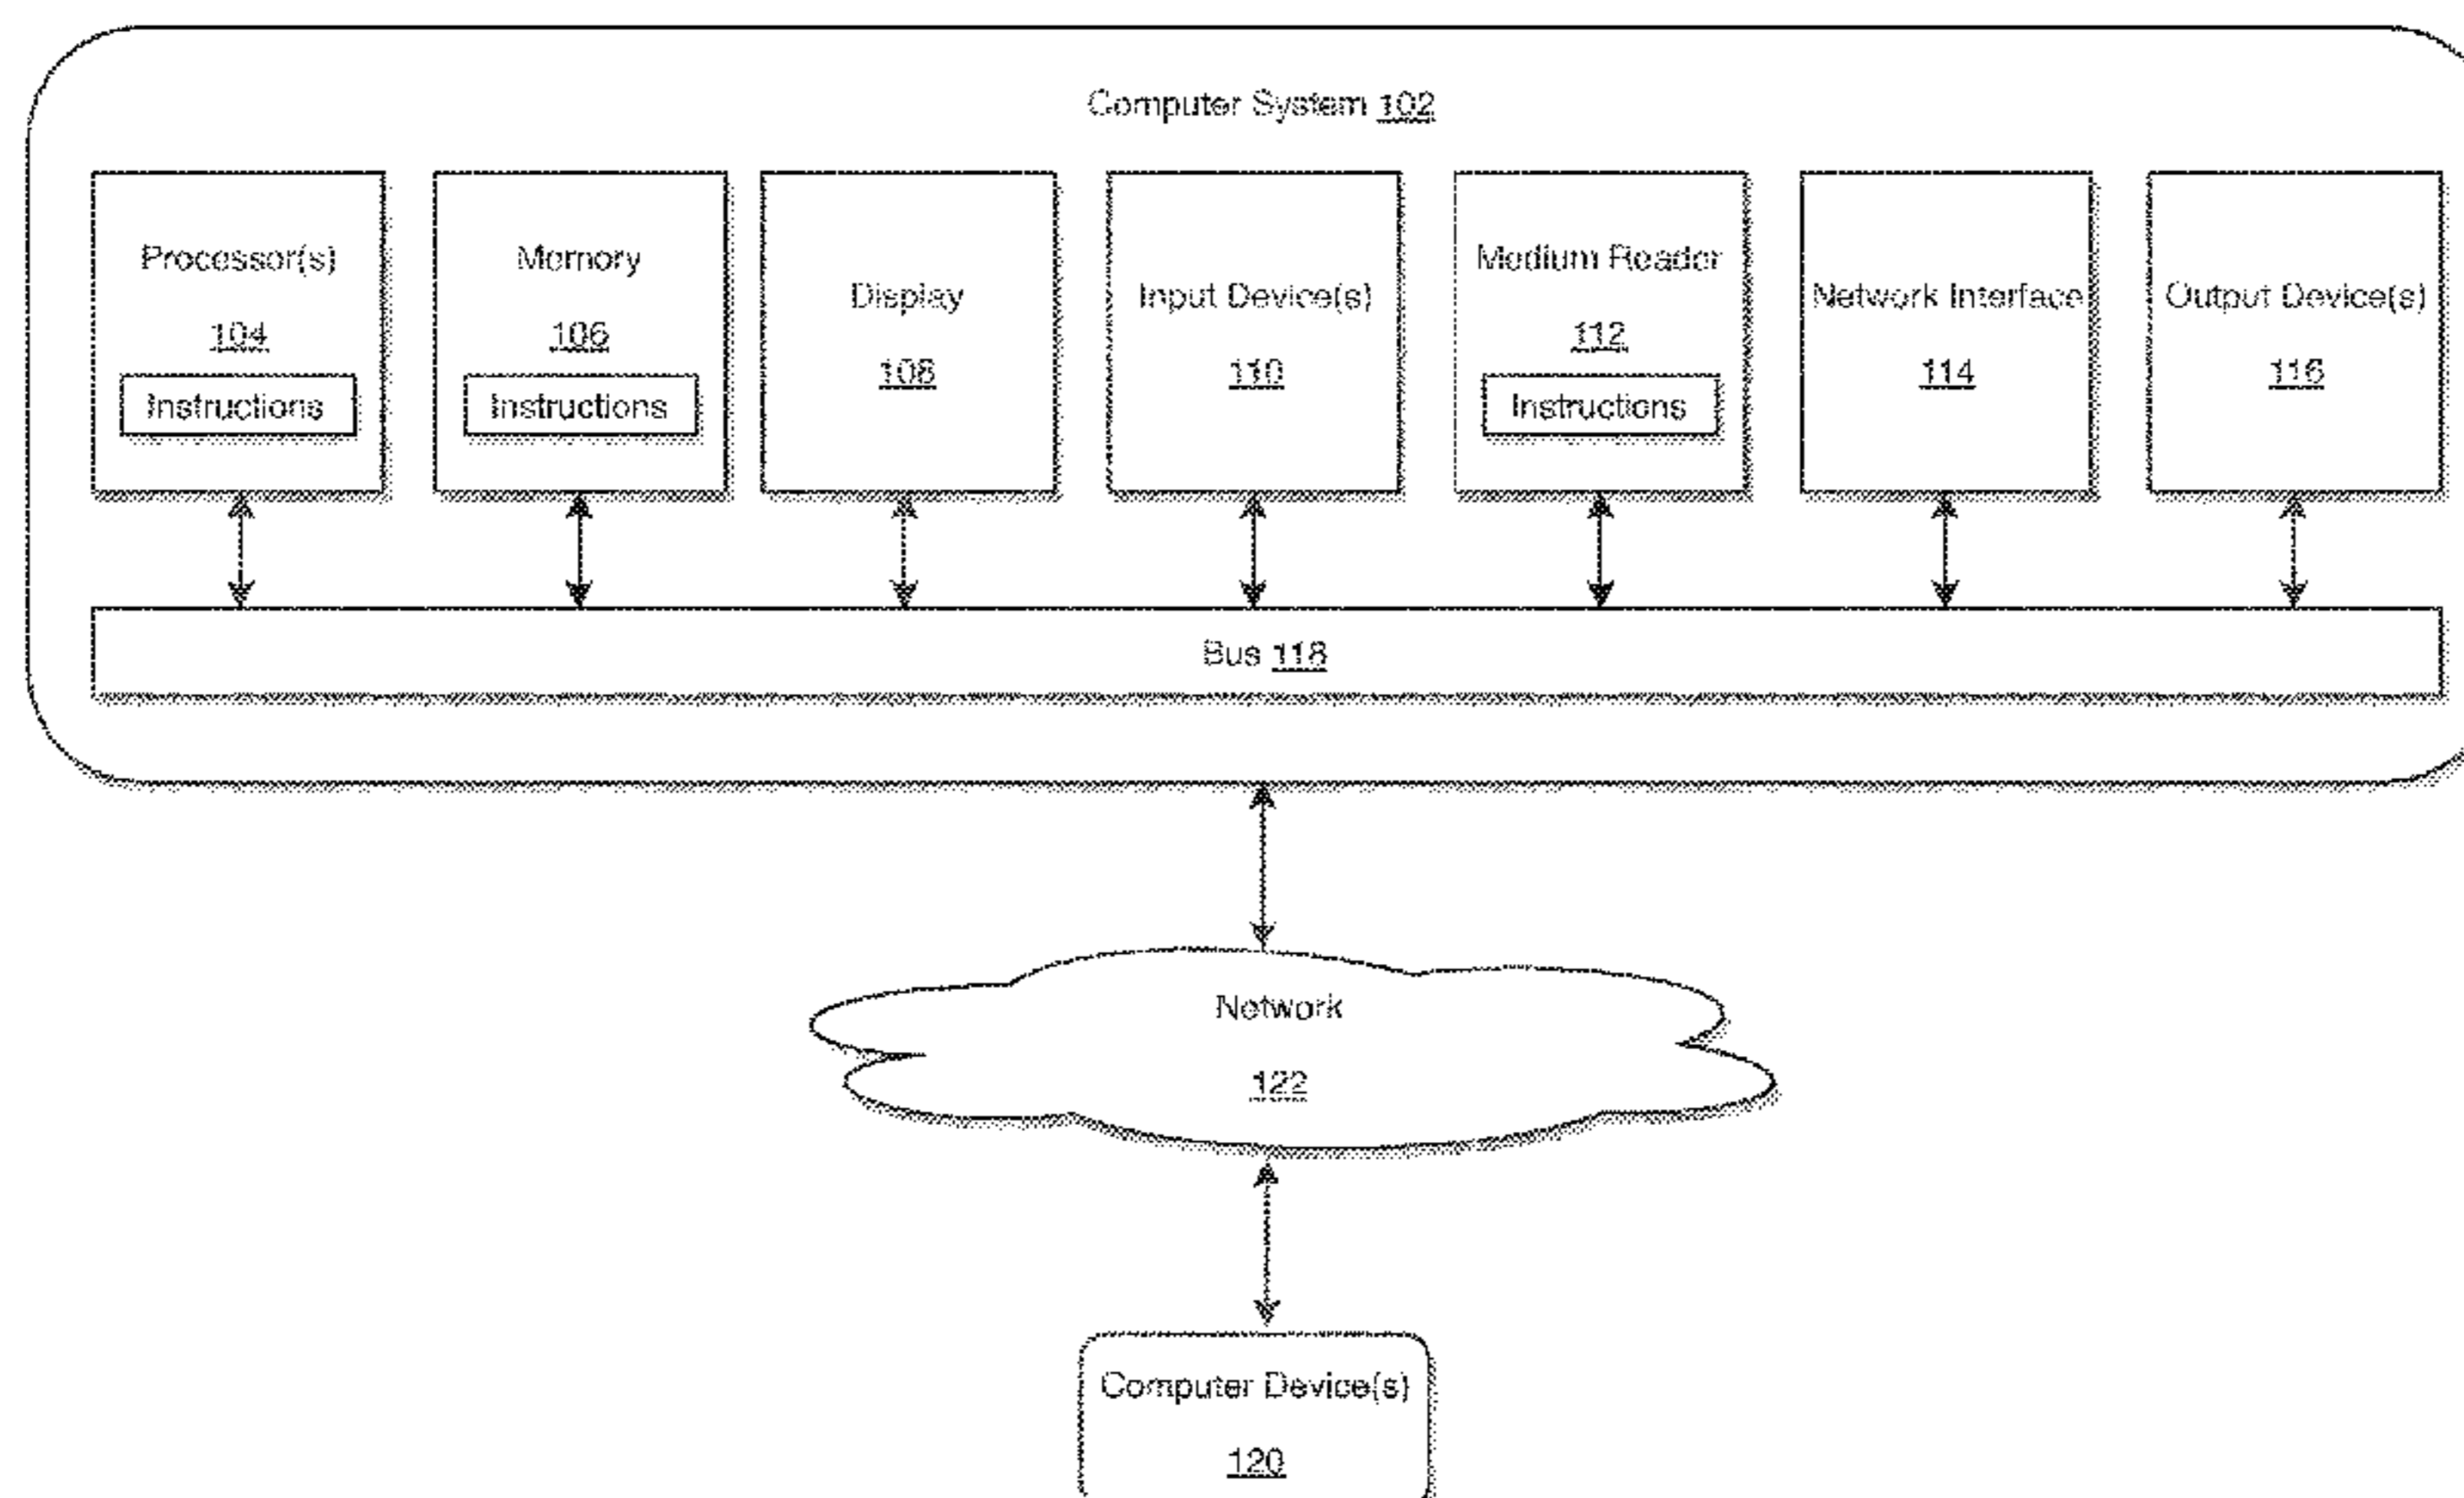 Computer System 102
Processor(s)
104
Instructions
Memory
106
Instructions
Display
108
Input Device(s)
110
Medium Reader
112
Instructions
Network Interface
114
Output Device(s)
116
Bus 118
Network
122
Computer Device(s)
120